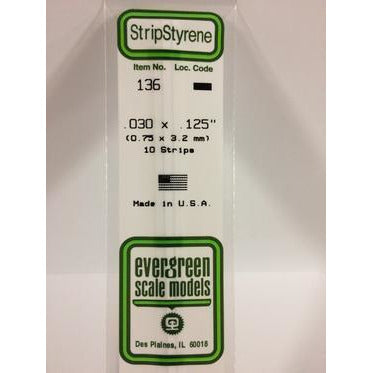 StripStyrene
Item No. Loc. Code
136
.030 x .125"
(0.75 x 3.2 mm)
10 Strips
Made in U.S.A.
evergreen
scale models
Des Plaines, IL 60018